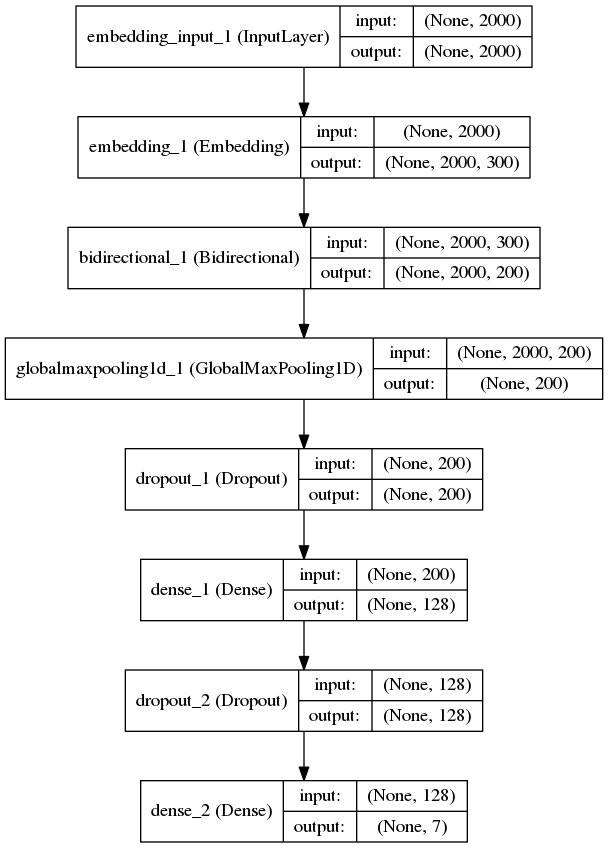 embedding_input_1 (InputLayer) input: (None, 2000)
output: (None, 2000)
embedding_1 (Embedding) input: (None, 2000)
output: (None, 2000, 300)
bidirectional_1 (Bidirectional) input: (None, 2000, 300)
output: (None, 2000, 200)
globalmaxpooling1d_1 (GlobalMaxPooling1D) input: (None, 2000, 200)
output: (None, 200)
dropout_1 (Dropout) input: (None, 200)
output: (None, 200)
dense_1 (Dense) input: (None, 200)
output: (None, 128)
dropout_2 (Dropout) input: (None, 128)
output: (None, 128)
dense_2 (Dense) input: (None, 128)
output: (None, 7)